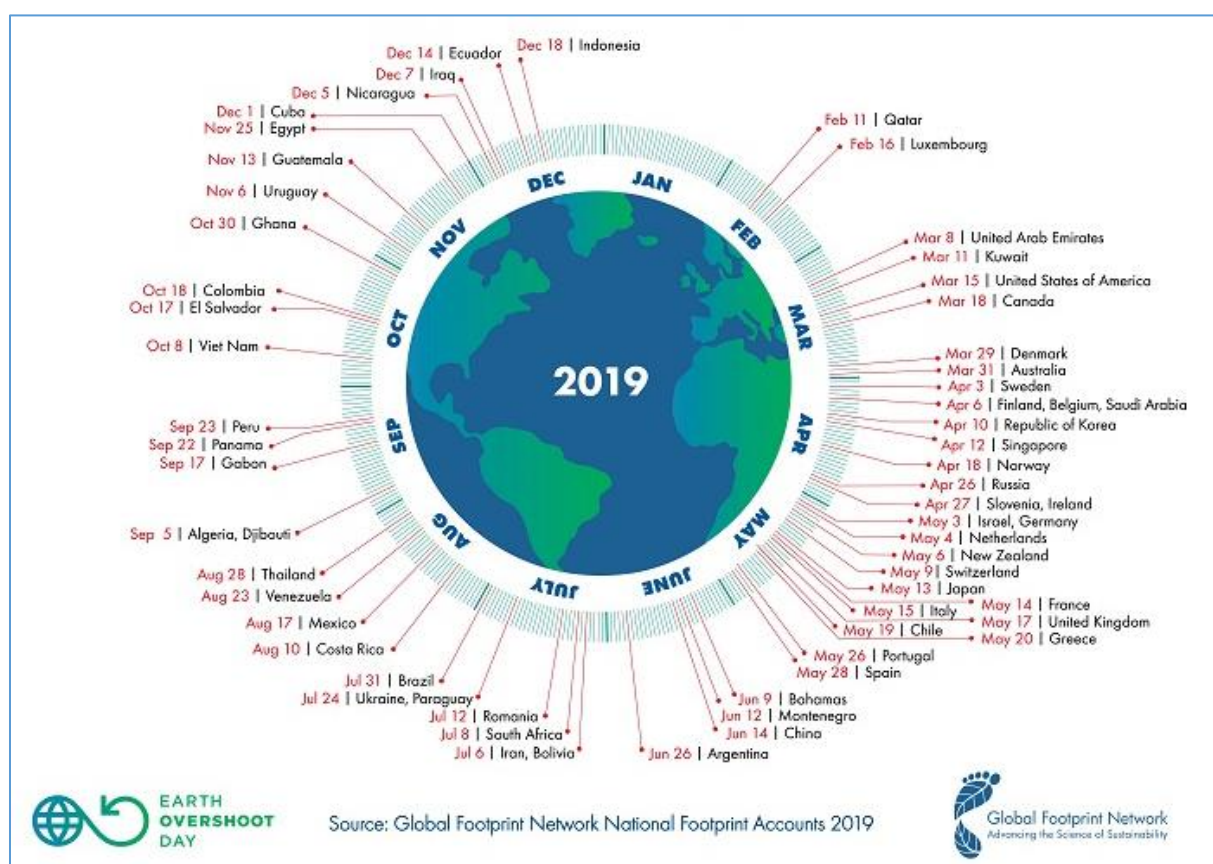 Dec 18 | Indonesia
Dec 14 | Ecuador
Dec 7 | Iraq
Dec 5 | Nicaragua
Dec 1 | Cuba
Nov 25 | Egypt
Nov 13 | Guatemala
Nov 6 | Uruguay
Oct 30 | Ghana
Oct 18 | Colombia
Oct 17 | El Salvador
Oct 8 | Viet Nam
Sep 23 | Peru
Sep 22 | Panama
Sep 17 | Gabon
Sep 5 | Algeria, Djibouti
Aug 28 | Thailand
Aug 23 | Venezuela
Aug 17 | Mexico
Aug 10 | Costa Rica
Jul 31 | Brazil
Jul 24 | Ukraine, Paraguay
Jul 12 | Romania
Jul 8 | South Africa
Jul 6 | Iran, Bolivia
Feb 11 | Qatar
Feb 16 | Luxembourg
Mar 8 | United Arab Emirates
Mar 11 | Kuwait
Mar 15 | United States of America
Mar 18 | Canada
Mar 29 | Denmark
Mar 31 | Australia
Apr 3 | Sweden
Apr 6 | Finland, Belgium, Saudi Arabia
Apr 10 | Republic of Korea
Apr 12 | Singapore
Apr 18 | Norway
Apr 26 | Russia
Apr 27 | Slovenia, Ireland
May 3 | Israel, Germany
May 4 | Netherlands
May 6 | New Zealand
May 9 | Switzerland
May 13 | Japan
May 14 | France
May 15 | Italy
May 17 | United Kingdom
May 19 | Chile
May 20 | Greece
May 26 | Portugal
May 28 | Spain
Jun 9 | Bahamas
Jun 12 | Montenegro
Jun 14 | China
Jun 26 | Argentina
JAN
FEB
MAR
APR
MAY
JUNE
JULY
AUG
SEP
OCT
NOV
DEC
2019
EARTH
OVERSHOOT
DAY
Source: Global Footprint Network National Footprint Accounts 2019
Global Footprint Network
Advancing the Science of Sustainability